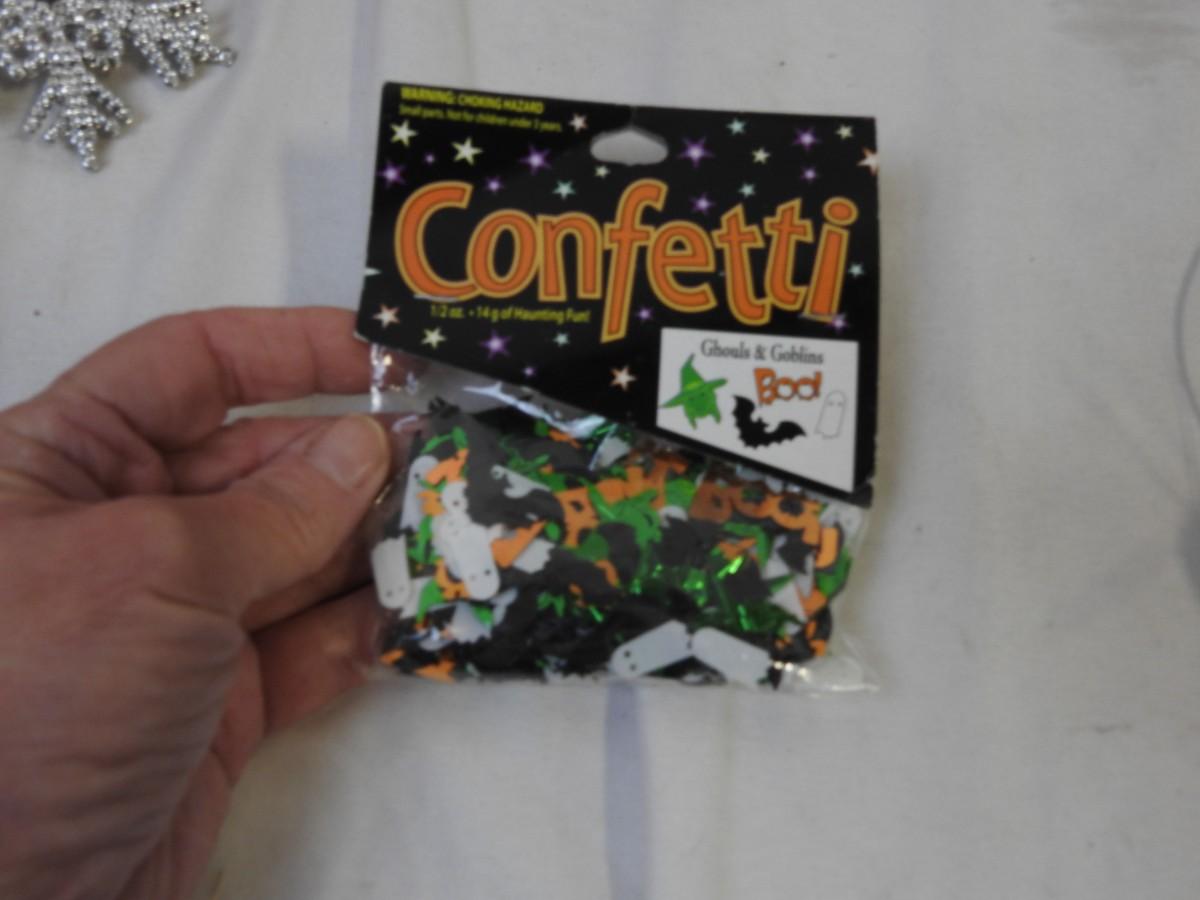 WARNING: CHOKING HAZARD
Small parts. Not for children under 3 years.
Confetti
1/2 oz. • 14 g of Haunting Fun!
Ghouls & Goblins
Boo!